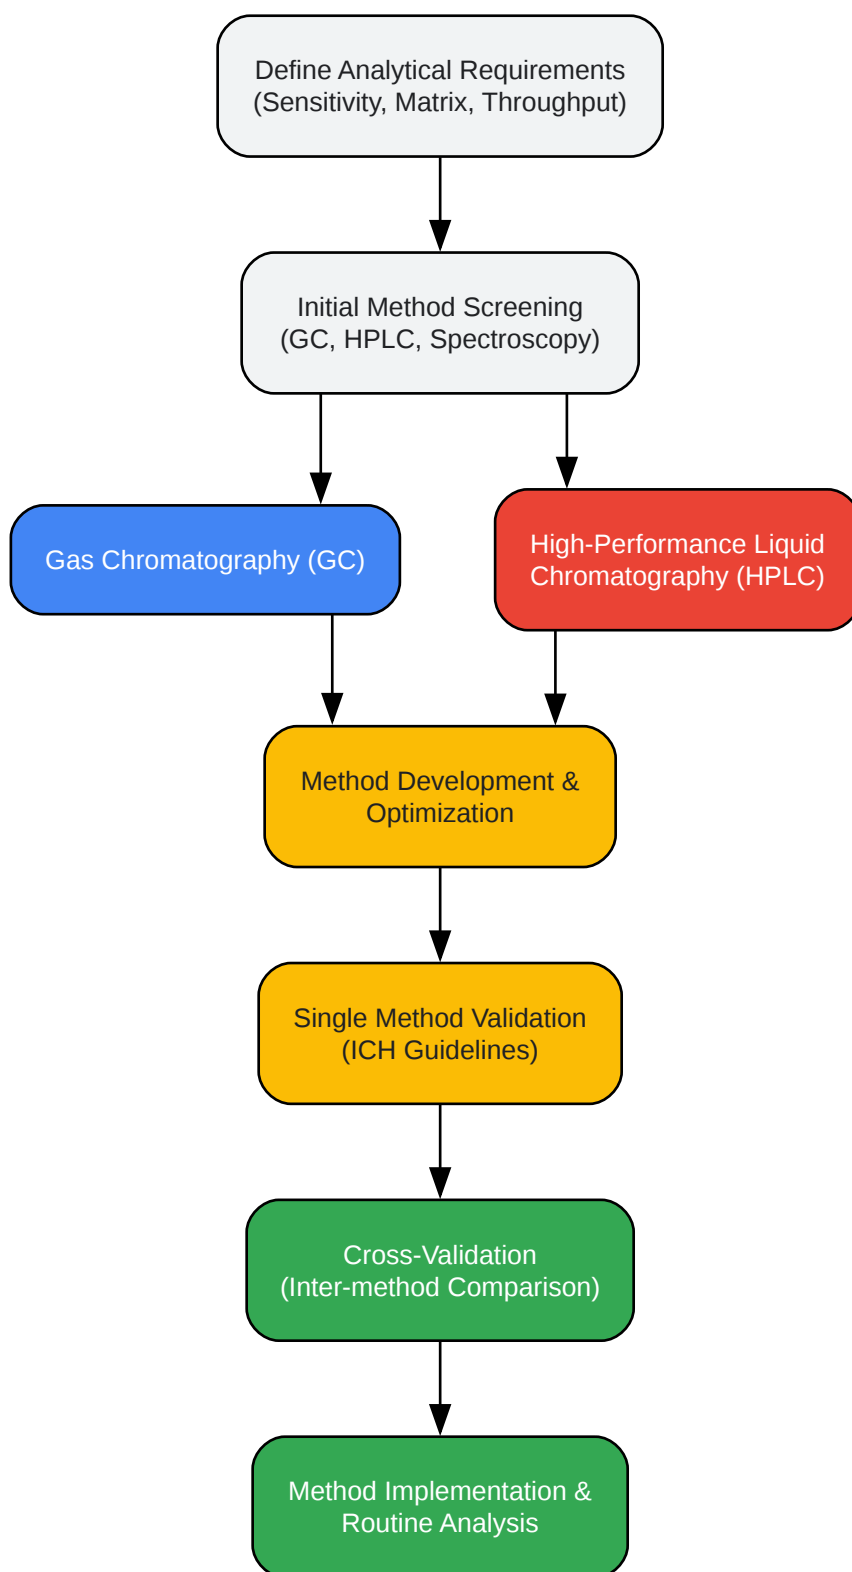 Define Analytical Requirements
(Sensitivity, Matrix, Throughput)
Initial Method Screening
(GC, HPLC, Spectroscopy)
Gas Chromatography (GC)
High-Performance Liquid
Chromatography (HPLC)
Method Development &
Optimization
Single Method Validation
(ICH Guidelines)
Cross-Validation
(Inter-method Comparison)
Method Implementation &
Routine Analysis